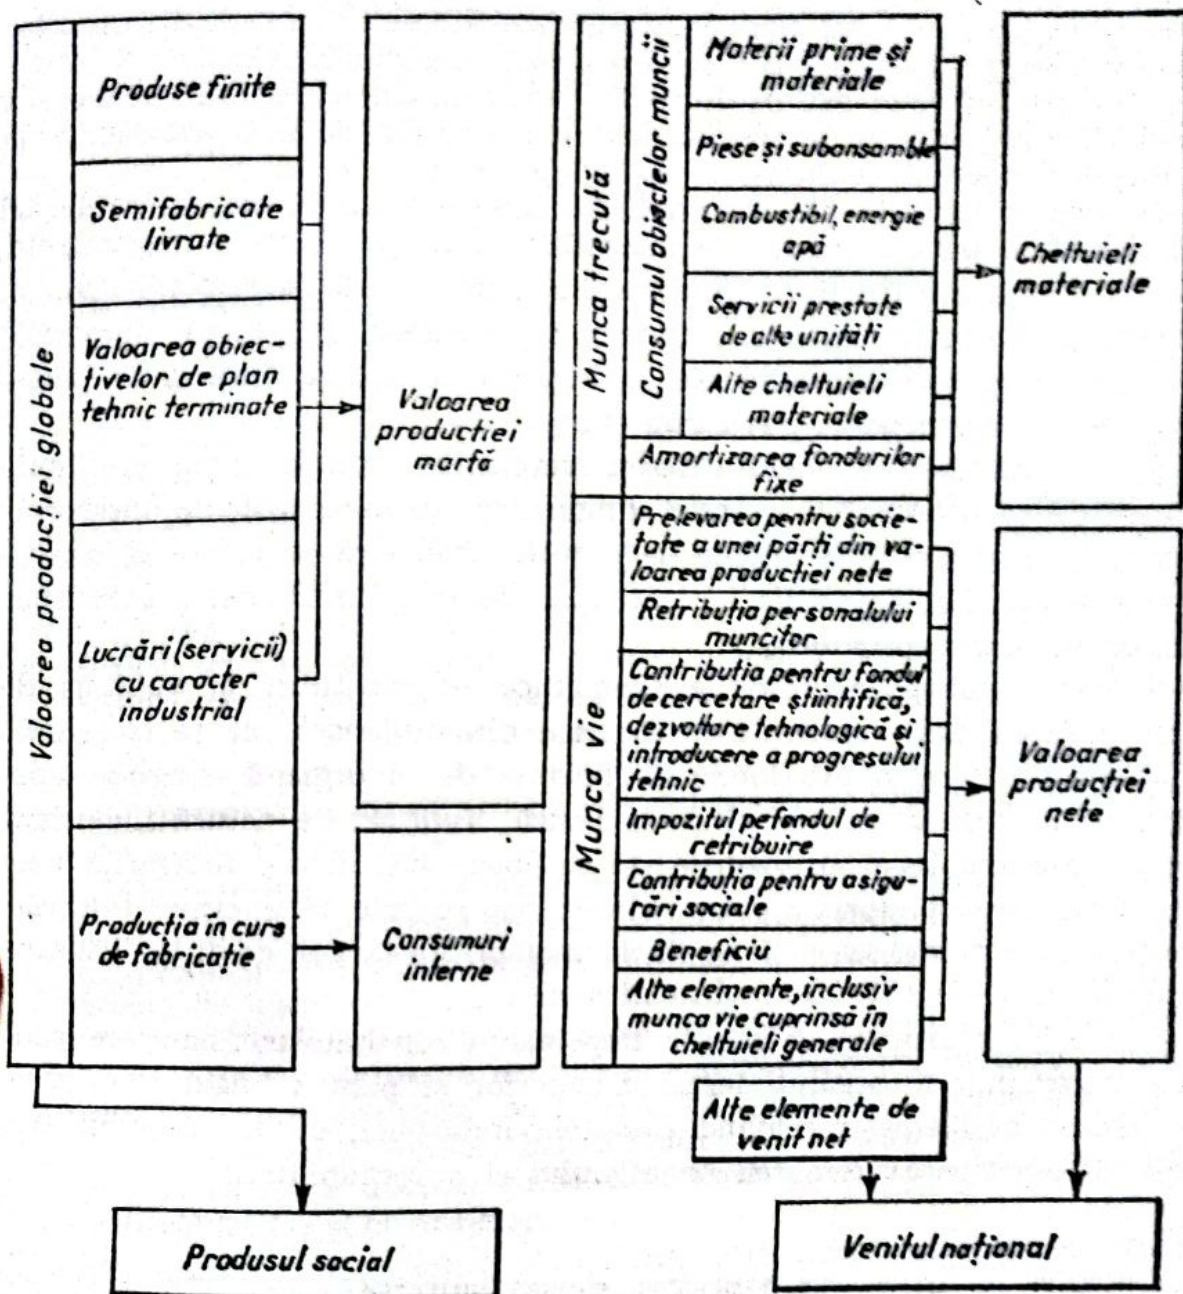 Valoarea producției globale
Produse finite
Semifabricate
livrate
Valoarea obiec-
tivelor de plan
tehnic terminate
Lucrări (servicii)
cu caracter
industrial
Producția în curs
de fabricație
Valoarea
producției
marfă
Consumuri
interne
Munca trecută
Consumul obiectelor muncii
Materii prime și
materiale
Piese și subansamble
Combustibil, energie
apă
Servicii prestate
de alte unități
Alte cheltuieli
materiale
Amortizarea fondurilor
fixe
Munca vie
Prelevarea pentru socie-
tate a unei părți din va-
loarea producției nete
Retribuția personalului
muncitor
Contributia pentru fondul
de cercetare științifică,
dezvoltare tehnologică și
introducere a progresului
tehnic
Impozitul pe fondul de
retribuire
Contribuția pentru asigu-
rări sociale
Beneficiu
Alte elemente, inclusiv
munca vie cuprinsă în
cheltuieli generale
Cheltuieli
materiale
Valoarea
producției
nete
Alte elemente de
venit net
Produsul social
Venitul național